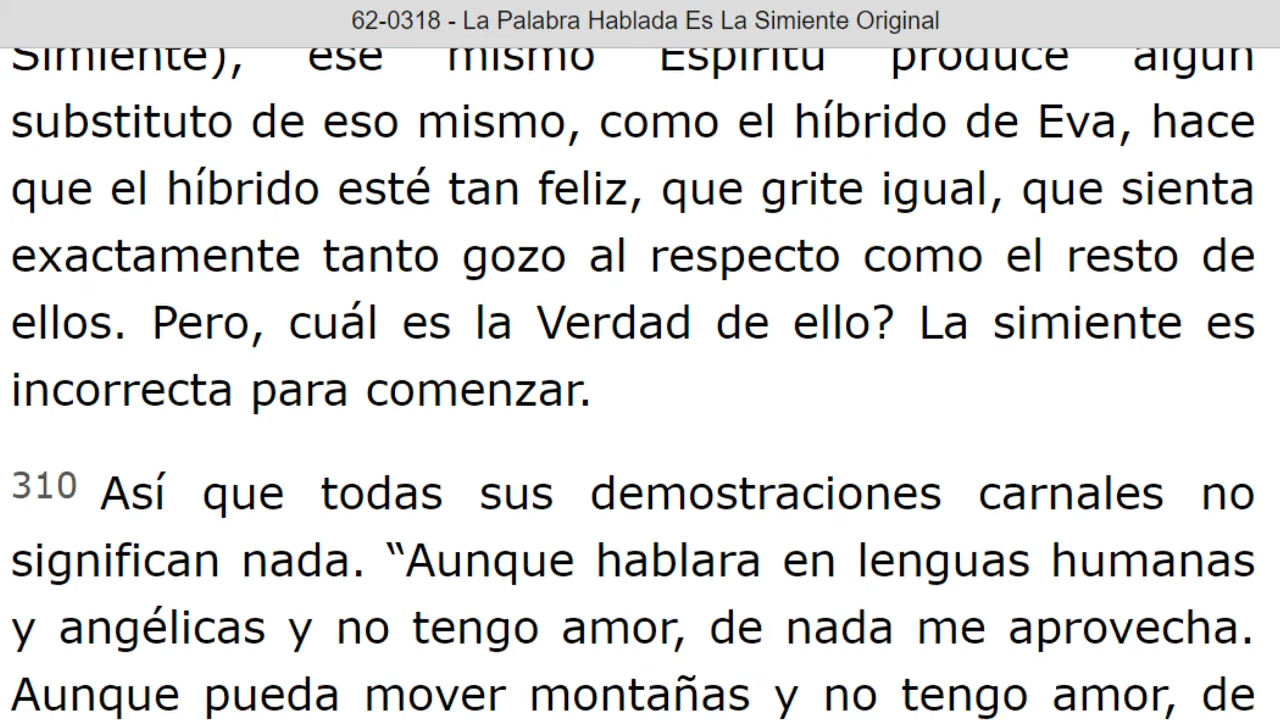 62-0318 - La Palabra Hablada Es La Simiente Original
Simiente), ese mismo Espíritu produce algún
substituto de eso mismo, como el híbrido de Eva, hace
que el híbrido esté tan feliz, que grite igual, que sienta
exactamente tanto gozo al respecto como el resto de
ellos. Pero, cuál es la Verdad de ello? La simiente es
incorrecta para comenzar.
310 Así que todas sus demostraciones carnales no
significan nada. “Aunque hablara en lenguas humanas
y angélicas y no tengo amor, de nada me aprovecha.
Aunque pueda mover montañas y no tengo amor, de